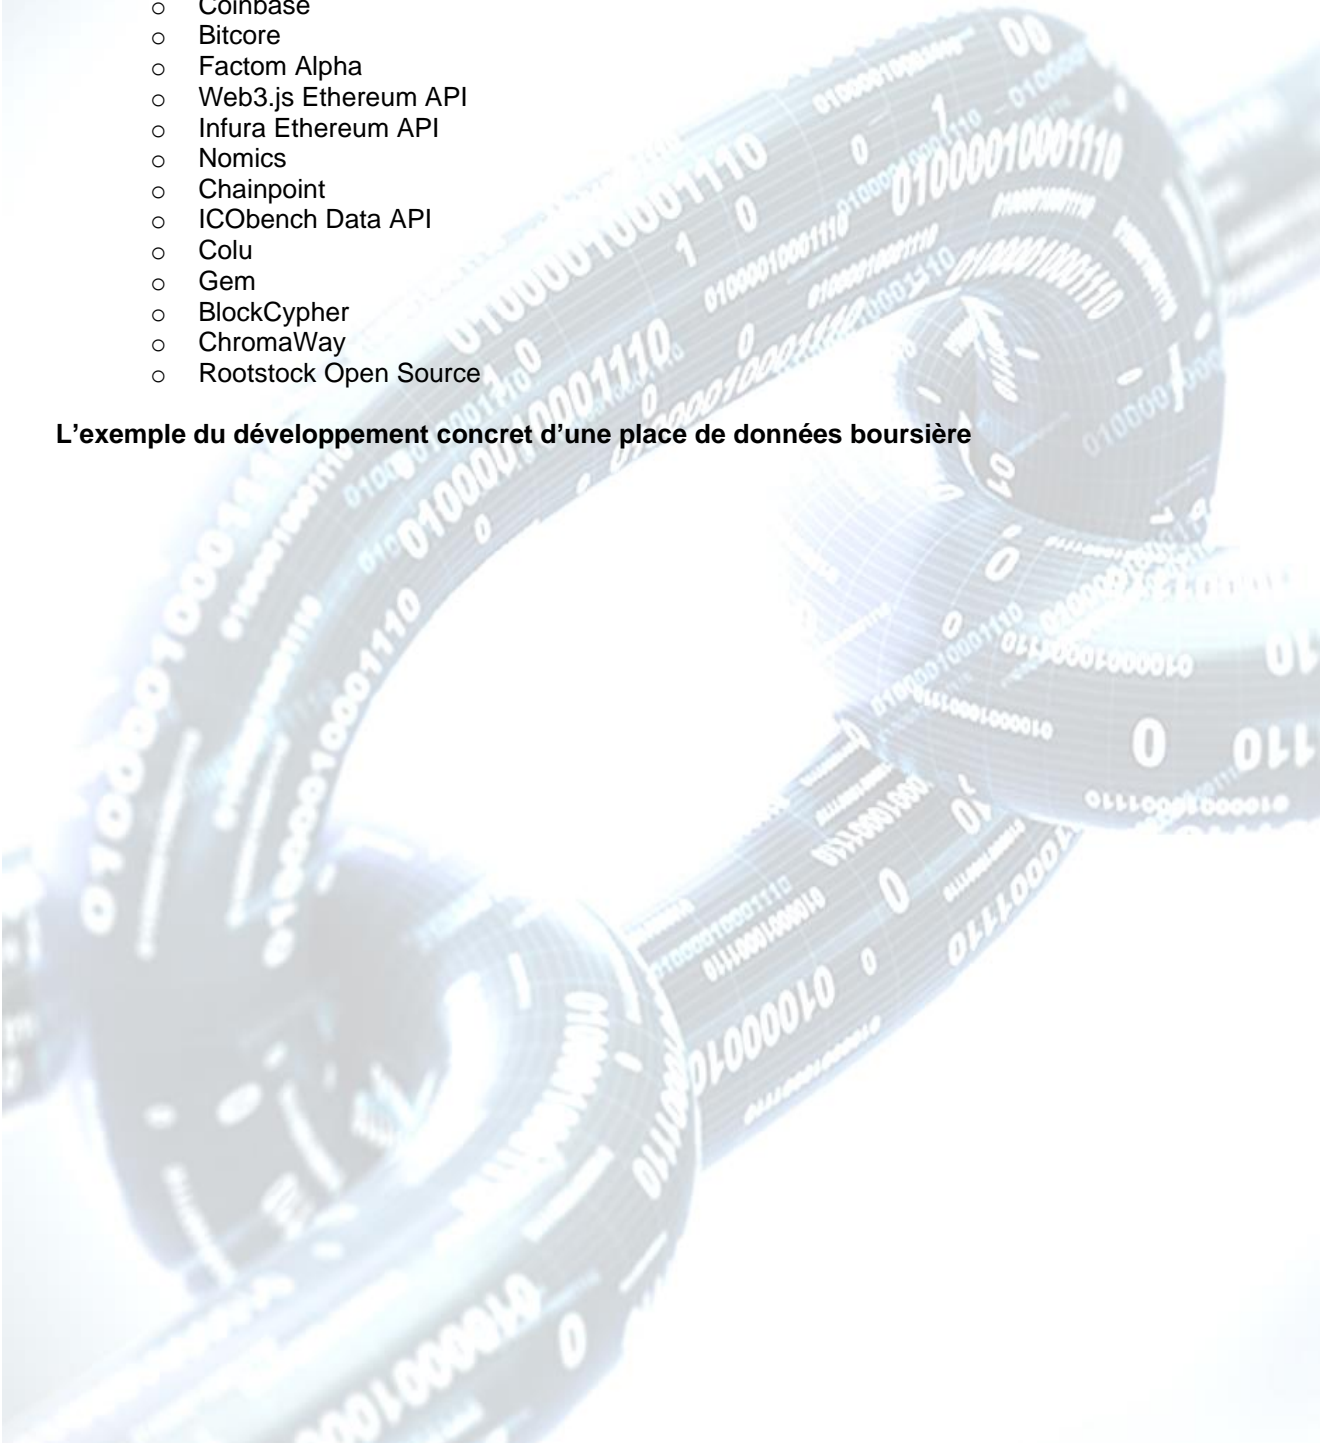 o Coinbase
o Bitcore
o Factom Alpha
o Web3.js Ethereum API
o Infura Ethereum API
o Nomics
o Chainpoint
o ICObench Data API
o Colu
o Gem
o BlockCypher
o ChromaWay
o Rootstock Open Source
L’exemple du développement concret d’une place de données boursière